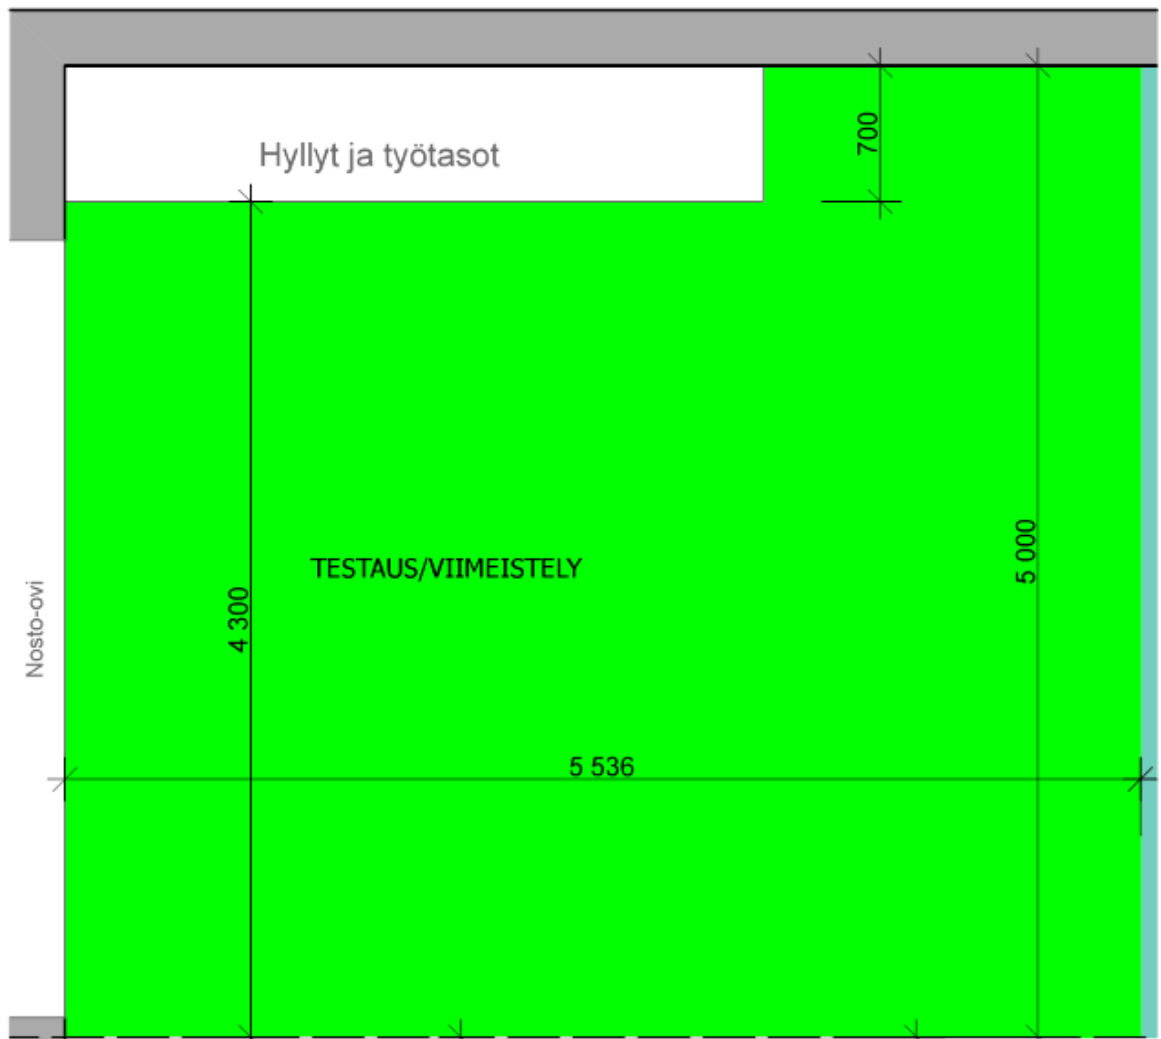 700
Hyllyt ja työtasot
5 000
TESTAUS/VIIMEISTELY
4 300
Nosto-ovi
5 536